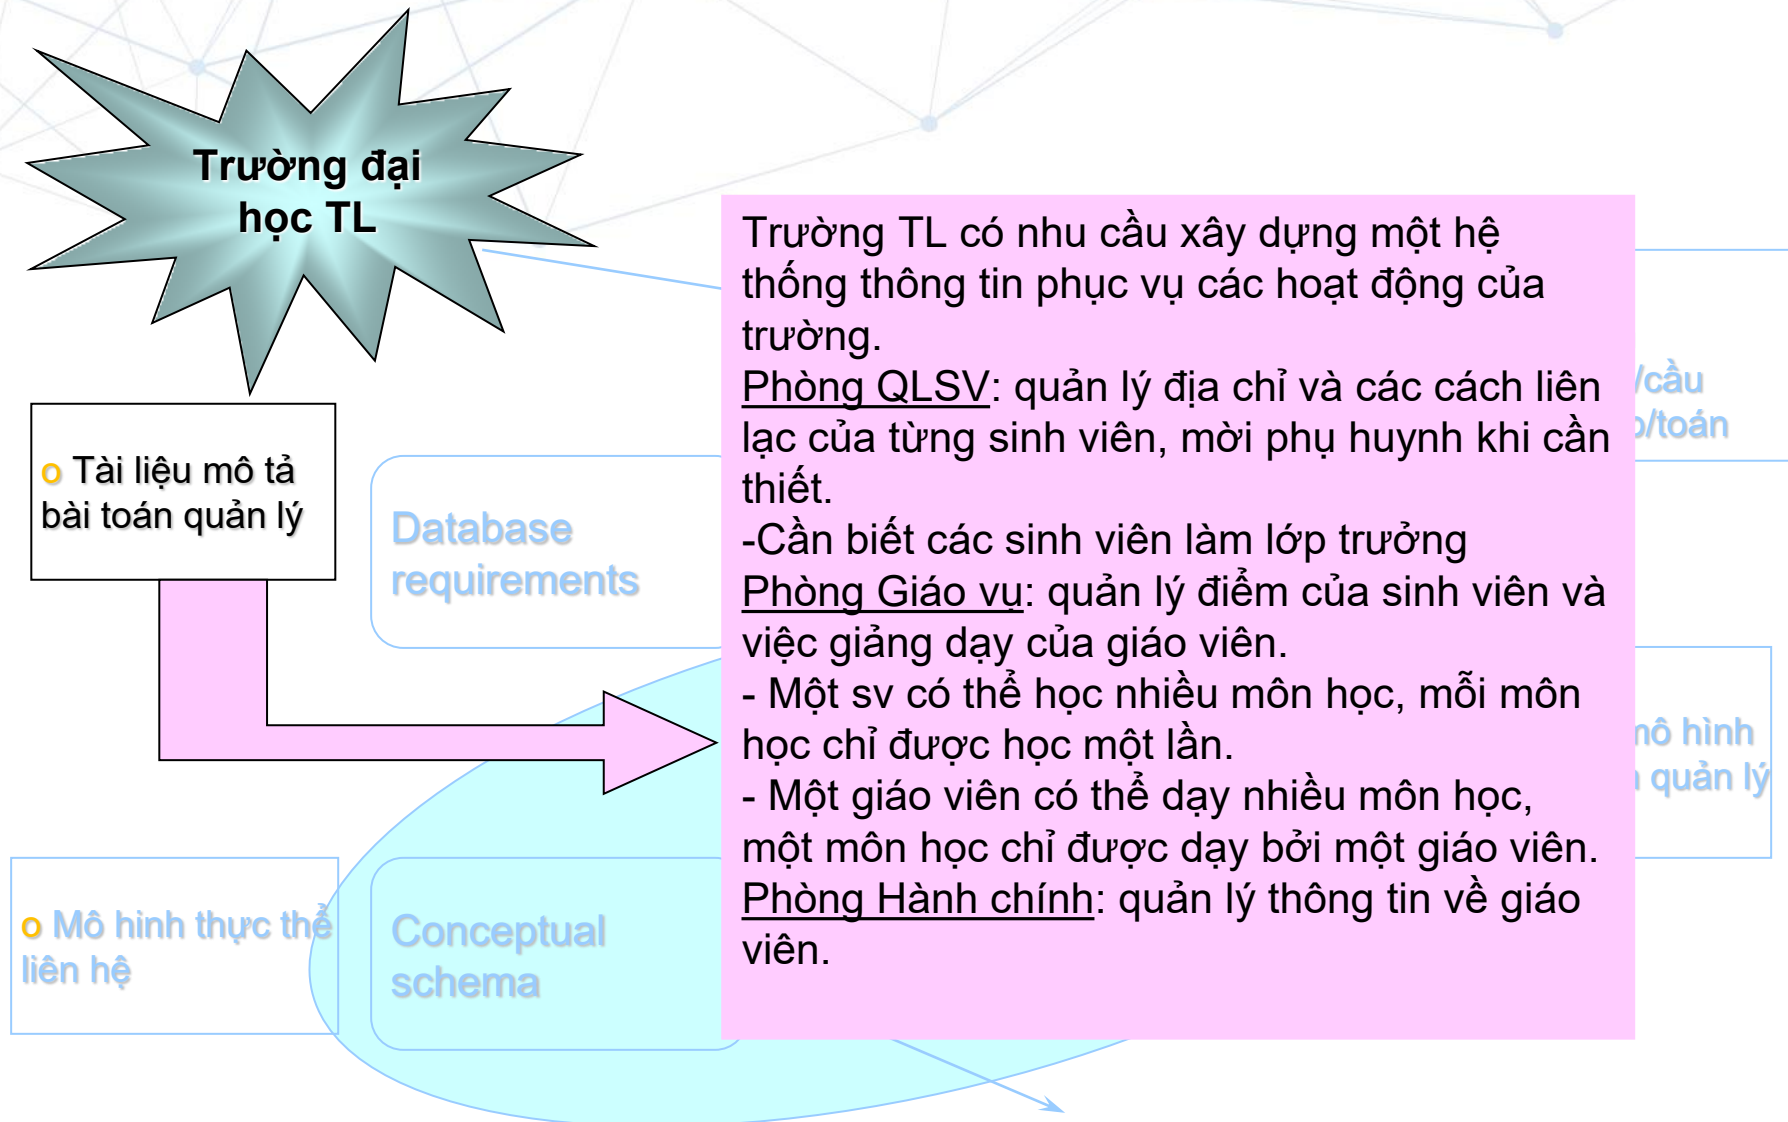 Trường đại
học TL
Trường TL có nhu cầu xây dựng một hệ
thống thông tin phục vụ các hoạt động của
trường.
Phòng QLSV: quản lý địa chỉ và các cách liên
lạc của từng sinh viên, mời phụ huynh khi cần
thiết.
-Cần biết các sinh viên làm lớp trưởng
Phòng Giáo vụ: quản lý điểm của sinh viên và
việc giảng dạy của giáo viên.
- Một sv có thể học nhiều môn học, mỗi môn
học chỉ được học một lần.
- Một giáo viên có thể dạy nhiều môn học,
một môn học chỉ được dạy bởi một giáo viên.
Phòng Hành chính: quản lý thông tin về giáo
viên.
o Tài liệu mô tả
bài toán quản lý
Database
requirements
/cầu
/toán
mô hình
quản lý
o Mô hinh thực thể
liên hệ
Conceptual
schema